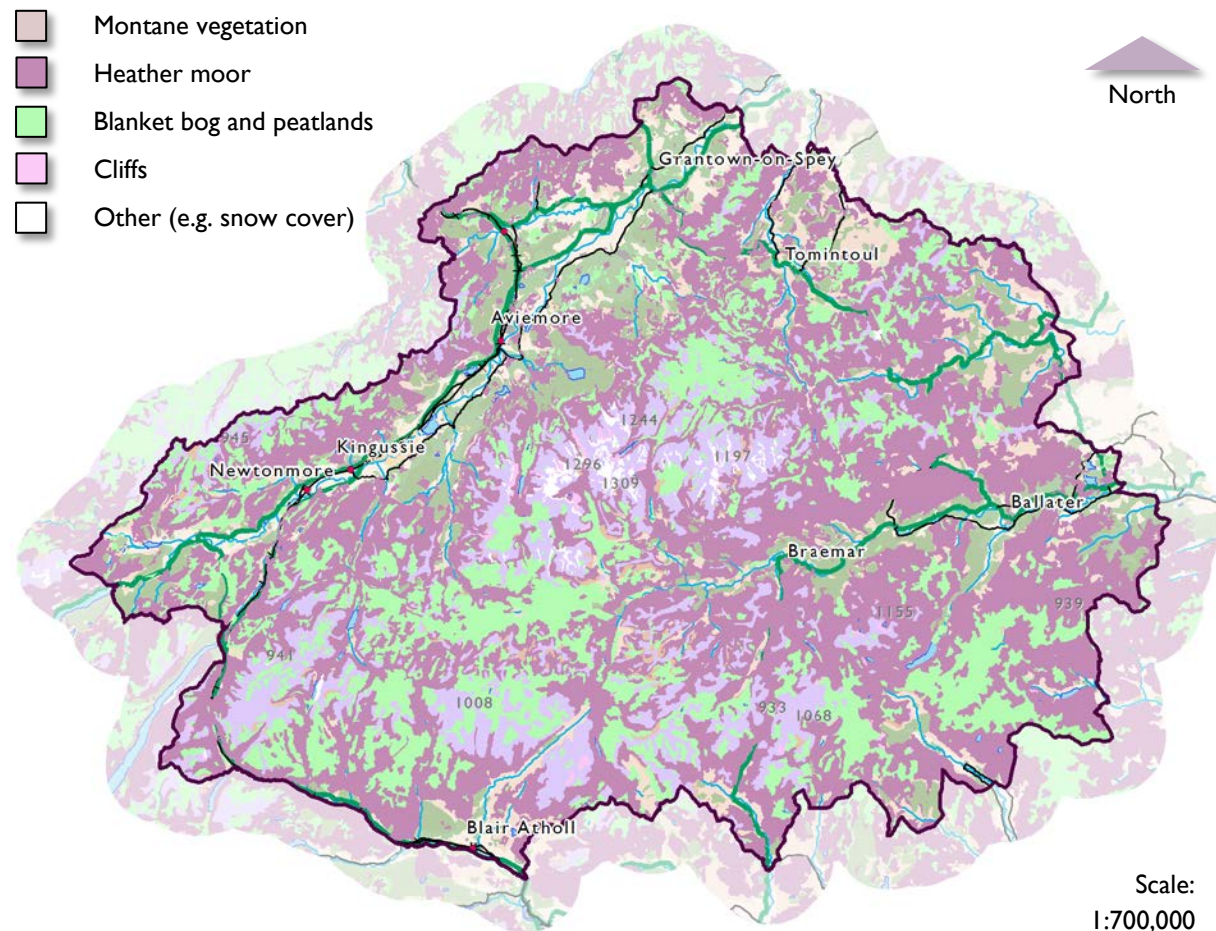 Montane vegetation
Heather moor
Blanket bog and peatlands
Cliffs
Other (e.g. snow cover)
North
Grantown-on-Spey
Tomintoul
Aviemore
1244
945
Kingussie
1296
1197
Newtonmore
1309
Ballater
Braemar
1155
939
941
1008
933
1068
Blair Atholl
Scale:
1:700,000